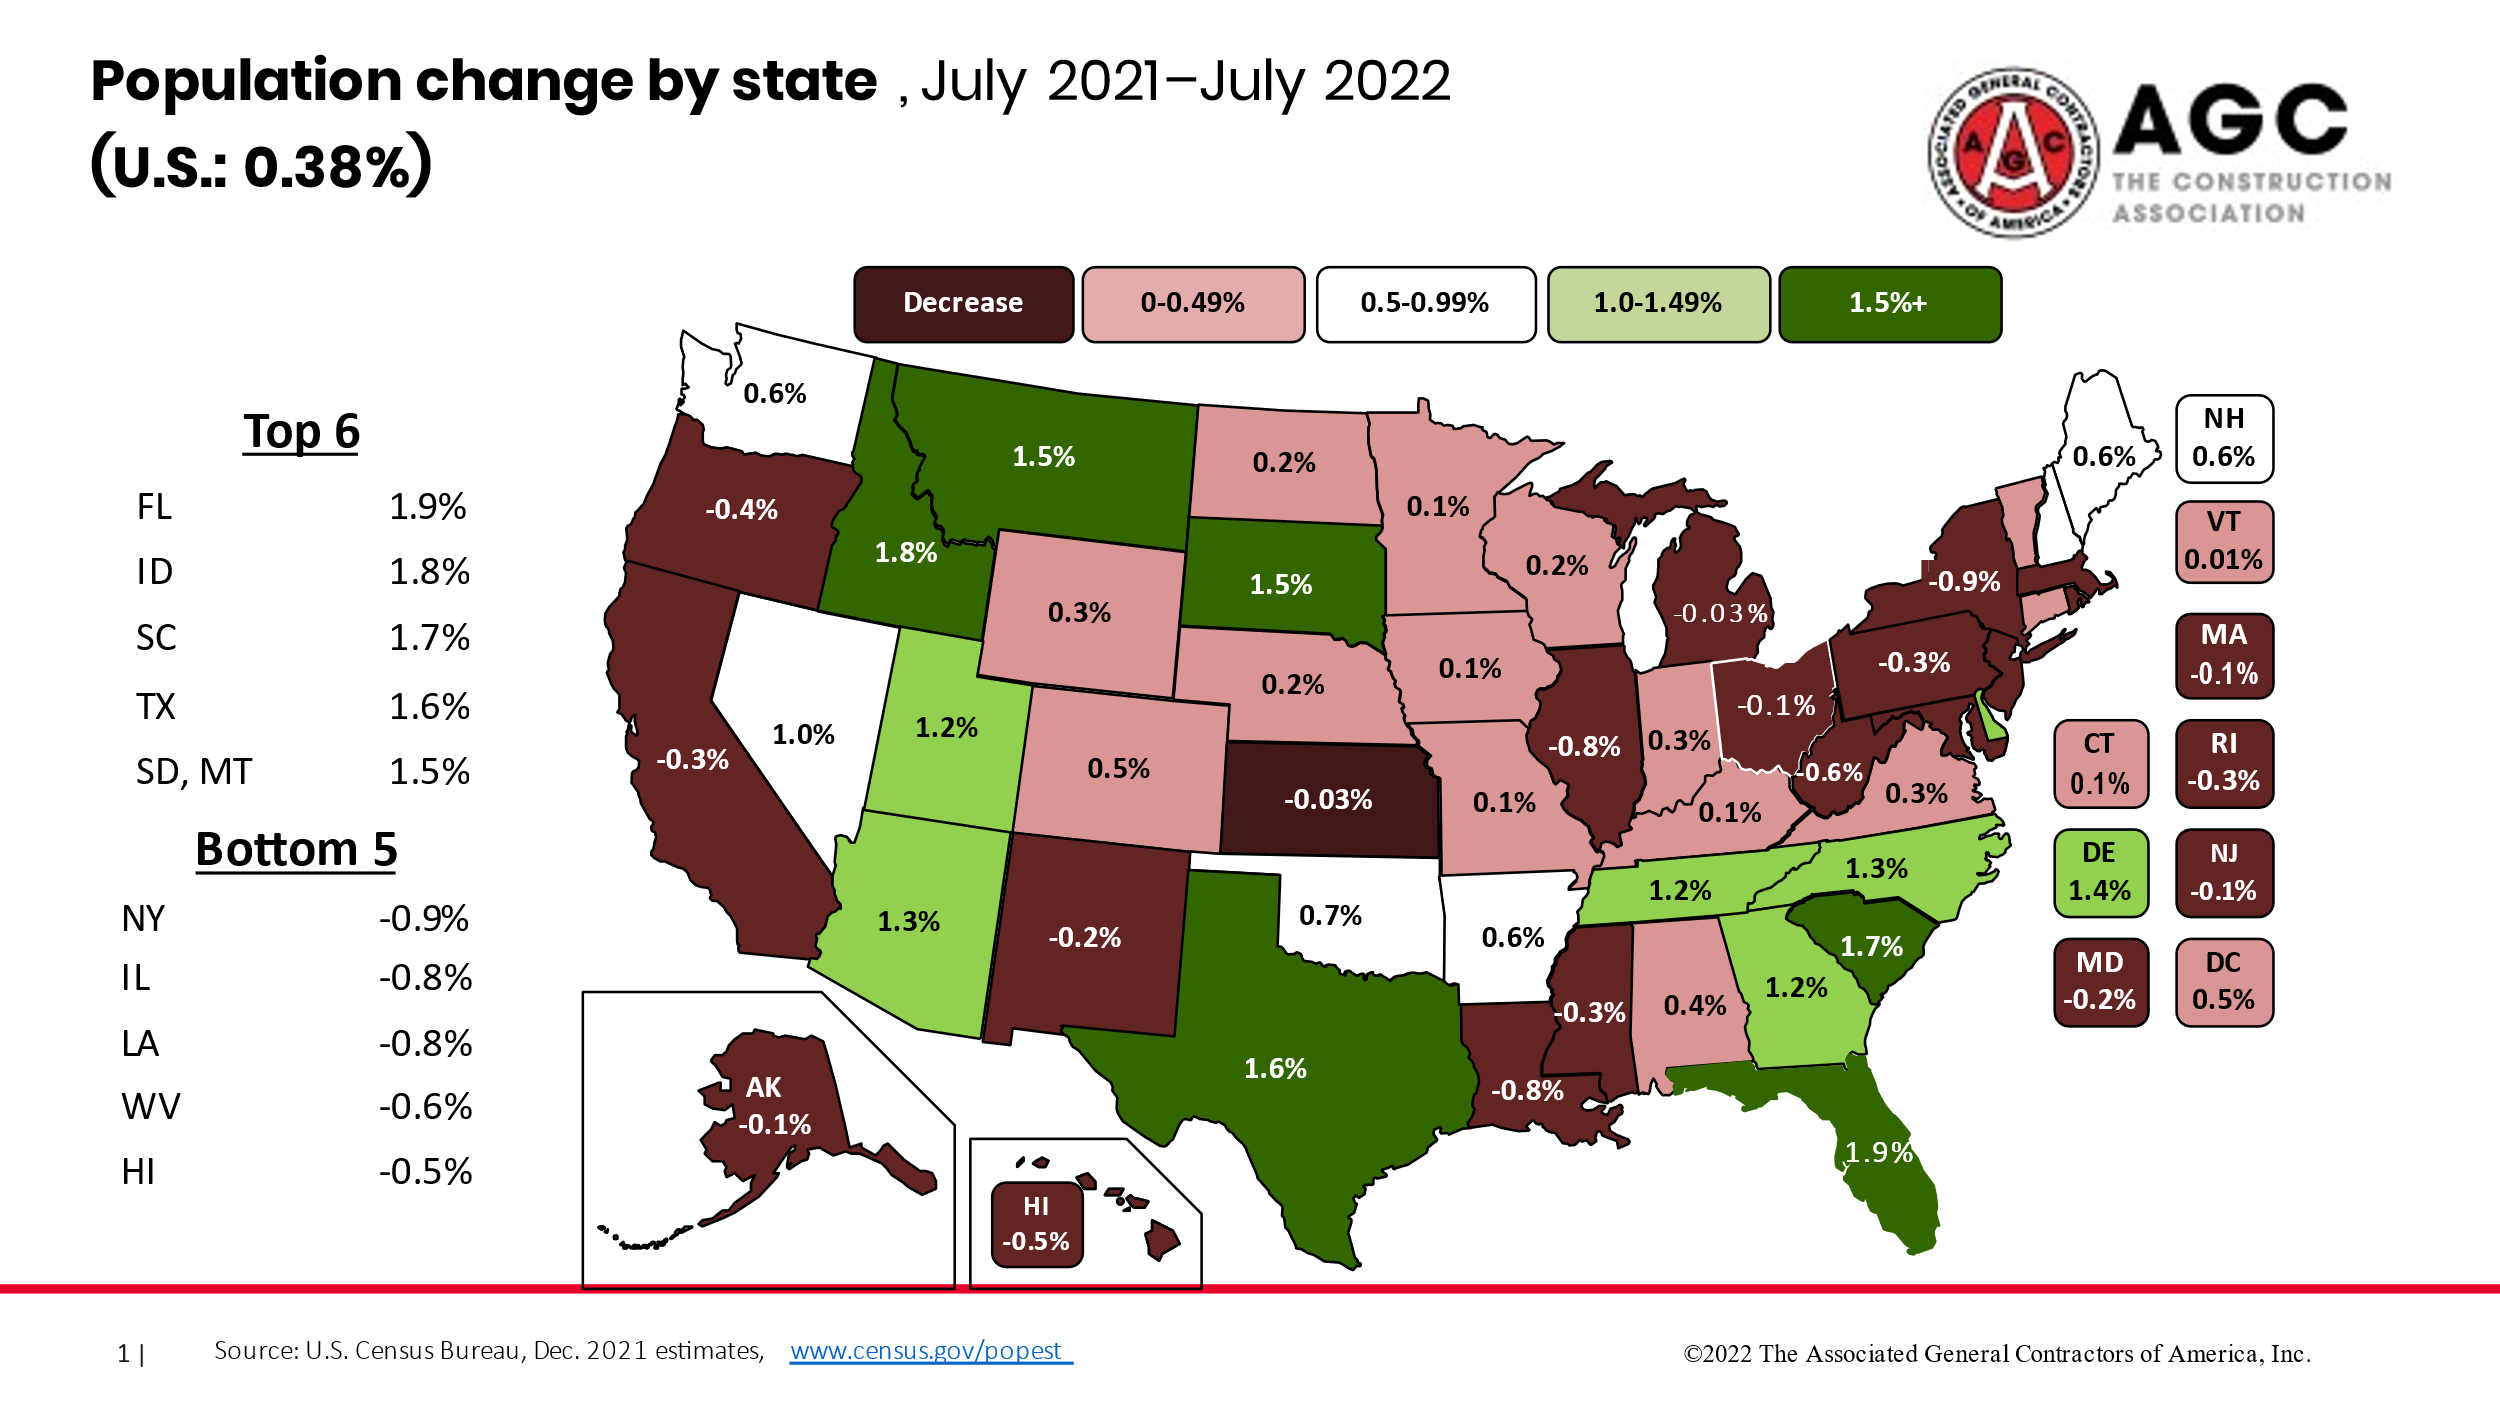 Population change by state , July 2021–July 2022
(U.S.: 0.38%)
ASSOCIATED GENERAL CONTRACTORS
OF AMERICA
A G C
AGC
THE CONSTRUCTION
ASSOCIATION
Decrease 0-0.49% 0.5-0.99% 1.0-1.49% 1.5%+
Top 6
FL 1.9%
ID 1.8%
SC 1.7%
TX 1.6%
SD, MT 1.5%
Bottom 5
NY -0.9%
IL -0.8%
LA -0.8%
WV -0.6%
HI -0.5%
0.6%
-0.4%
1.8%
1.5%
0.2%
0.1%
0.2%
-0.03%
0.6%
-0.9%
1.5%
0.3%
0.2%
0.1%
-0.3%
-0.1%
-0.3%
1.0%
1.2%
0.5%
-0.03%
0.1%
-0.8%
0.3%
-0.6%
0.3%
0.1%
1.3%
-0.2%
0.7%
0.6%
1.2%
1.3%
1.7%
1.6%
-0.8%
-0.3%
0.4%
1.2%
1.9%
NH
0.6%
VT
0.01%
MA
-0.1%
CT
0.1%
RI
-0.3%
DE
1.4%
NJ
-0.1%
MD
-0.2%
DC
0.5%
AK
-0.1%
HI
-0.5%
1 |
Source: U.S. Census Bureau, Dec. 2021 estimates, www.census.gov/popest
©2022 The Associated General Contractors of America, Inc.